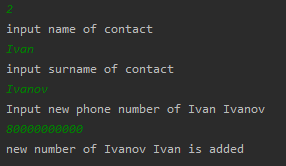 2
input name of contact
Ivan
input surname of contact
Ivanov
Input new phone number of Ivan Ivanov
80000000000
new number of Ivanov Ivan is added